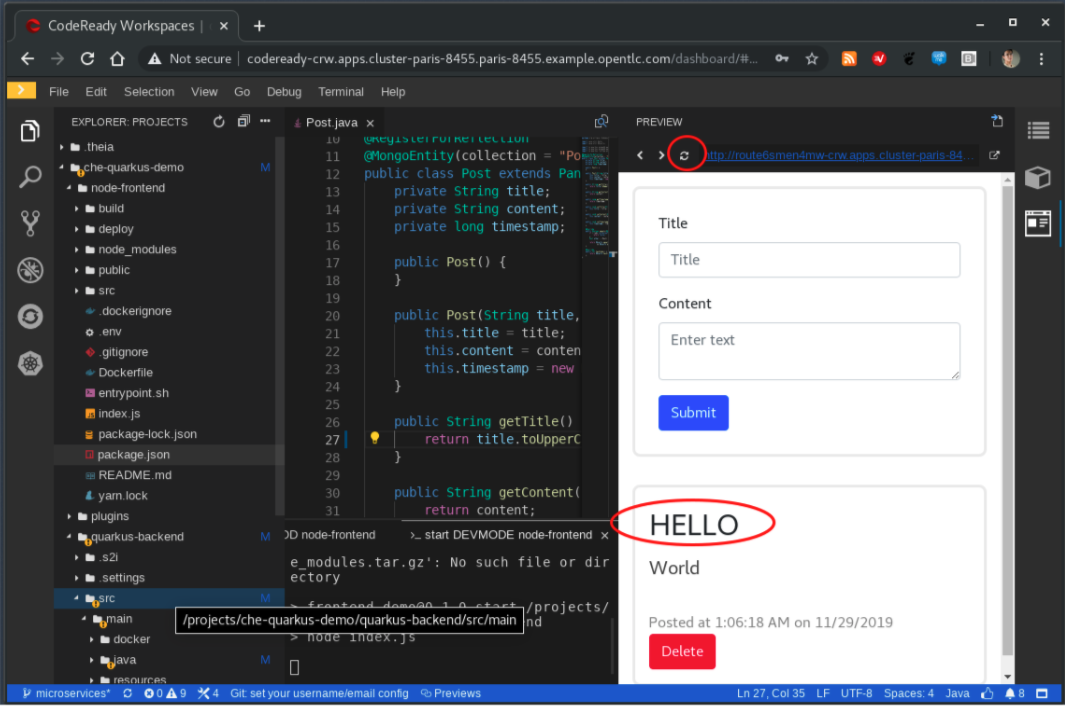 CodeReady Workspaces |
Not secure | codeready-crw.apps.cluster-paris-8455.paris-8455.example.opentlc.com/dashboard/#...
File Edit Selection View Go Debug Terminal Help
EXPLORER: PROJECTS
.theia
che-quarkus-demo M
node-frontend
build
deploy
node_modules
public
src
.dockerignore
.env
.gitignore
Dockerfile
entrypoint.sh
index.js
package-lock.json
package.json
README.md
yarn.lock
plugins
quarkus-backend M
.s2i
.settings
src M
main
docker
java M
resources
/projects/che-quarkus-demo/quarkus-backend/src/main
Post.java
10 @RegisterForReflection
11 @MongoEntity(collection = "Po
12 public class Post extends Pan
13 private String title;
14 private String content;
15 private long timestamp;
16
17 public Post() {
18 }
19
20 public Post(String title,
21 this.title = title;
22 this.content = conten
23 this.timestamp = new
24 }
25
26 public String getTitle()
27 return title.toUpperC
28 }
29
30 public String getContent(
31 return content;
OD node-frontend >_ start DEVMODE node-frontend
e_modules.tar.gz': No such file or dir
ectory
> frontend-demo@0.1.0 start /projects/
nd
> node index.js
PREVIEW
http://route6smen4mw-crw.apps.cluster-paris-84...
Title
Title
Content
Enter text
Submit
HELLO
World
Posted at 1:06:18 AM on 11/29/2019
Delete
microservices* 0 9 4 Git: set your username/email config Previews Ln 27, Col 35 LF UTF-8 Spaces: 4 Java 8